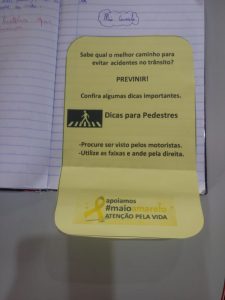 Sabe qual o melhor caminho para
evitar acidentes no trânsito?
PREVINIR!
Confira algumas dicas importantes.
Dicas para Pedestres
-Procure ser visto pelos motoristas.
-Utilize as faixas e ande pela direita.
apoiamos
#maioamarelo
ATENÇÃO PELA VIDA